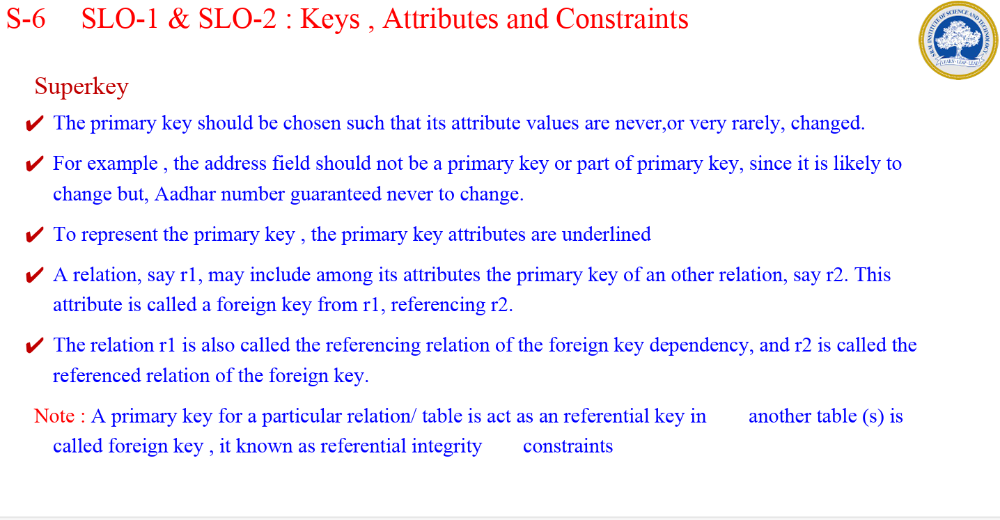 S-6 SLO-1 & SLO-2 : Keys , Attributes and Constraints
SRM INSTITUTE OF SCIENCE AND TECHNOLOGY
LEARN - LEAP - LEAD
Superkey
✔ The primary key should be chosen such that its attribute values are never,or very rarely, changed.
✔ For example , the address field should not be a primary key or part of primary key, since it is likely to
change but, Aadhar number guaranteed never to change.
✔ To represent the primary key , the primary key attributes are underlined
✔ A relation, say r1, may include among its attributes the primary key of an other relation, say r2. This
attribute is called a foreign key from r1, referencing r2.
✔ The relation r1 is also called the referencing relation of the foreign key dependency, and r2 is called the
referenced relation of the foreign key.
Note : A primary key for a particular relation/ table is act as an referential key in another table (s) is
called foreign key , it known as referential integrity constraints